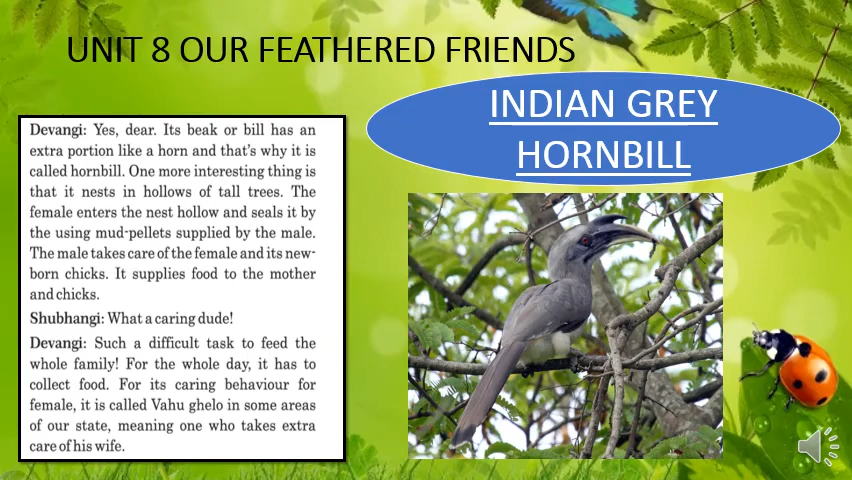 UNIT 8 OUR FEATHERED FRIENDS
INDIAN GREY
HORNBILL
Devangi: Yes, dear. Its beak or bill has an
extra portion like a horn and that's why it is
called hornbill. One more interesting thing is
that it nests in hollows of tall trees. The
female enters the nest hollow and seals it by
the using mud-pellets supplied by the male.
The male takes care of the female and its new-
born chicks. It supplies food to the mother
and chicks.
Shubhangi: What a caring dude!
Devangi: Such a difficult task to feed the
whole family! For the whole day, it has to
collect food. For its caring behaviour for
female, it is called Vahu ghelo in some areas
of our state, meaning one who takes extra
care of his wife.